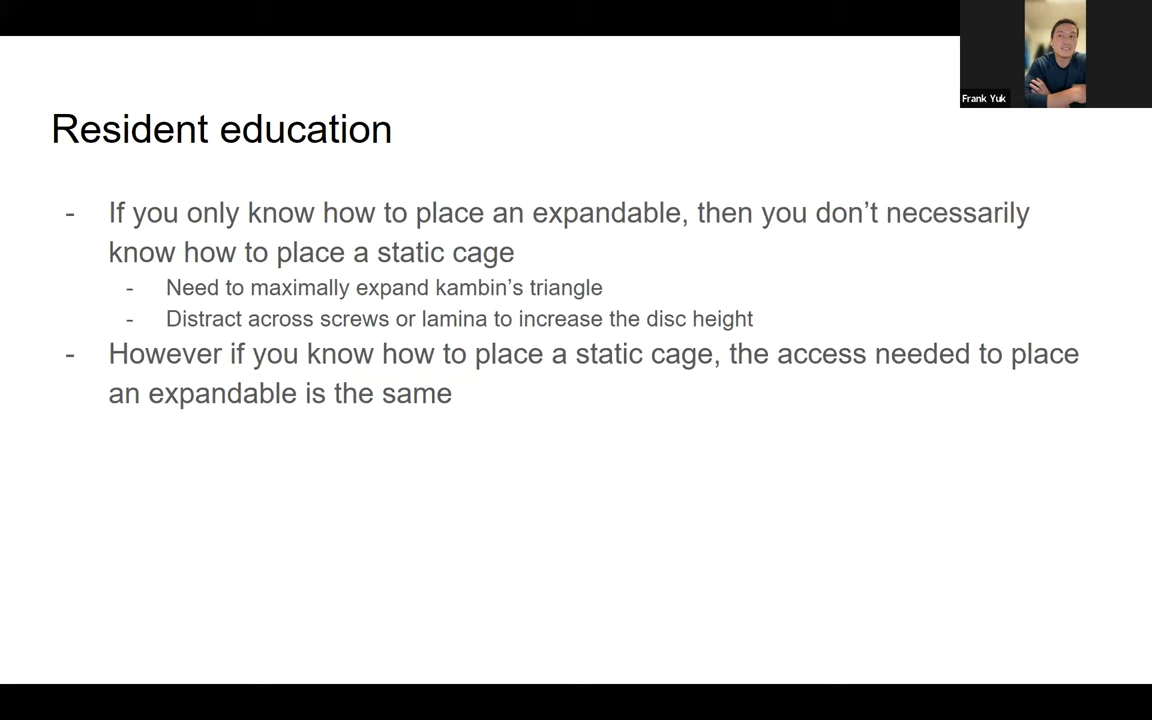 Frank Yuk
Resident education
- If you only know how to place an expandable, then you don’t necessarily
know how to place a static cage
- Need to maximally expand kambin’s triangle
- Distract across screws or lamina to increase the disc height
- However if you know how to place a static cage, the access needed to place
an expandable is the same